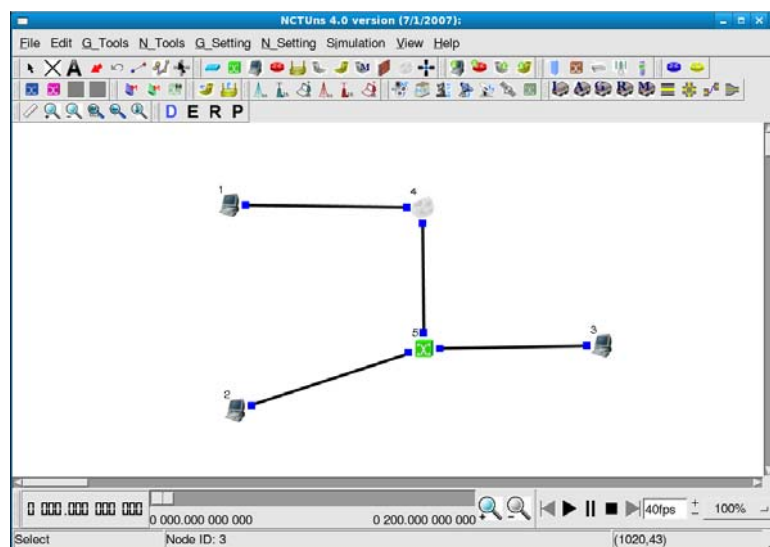 NCTUns 4.0 version (7/1/2007):
File Edit G_Tools N_Tools G_Setting N_Setting Simulation View Help
D E R P
1
4
5
3
2
0 000.000 000 000
0 000.000 000 000
0 200.000 000 000
40fps
100%
Select
Node ID: 3
(1020,43)